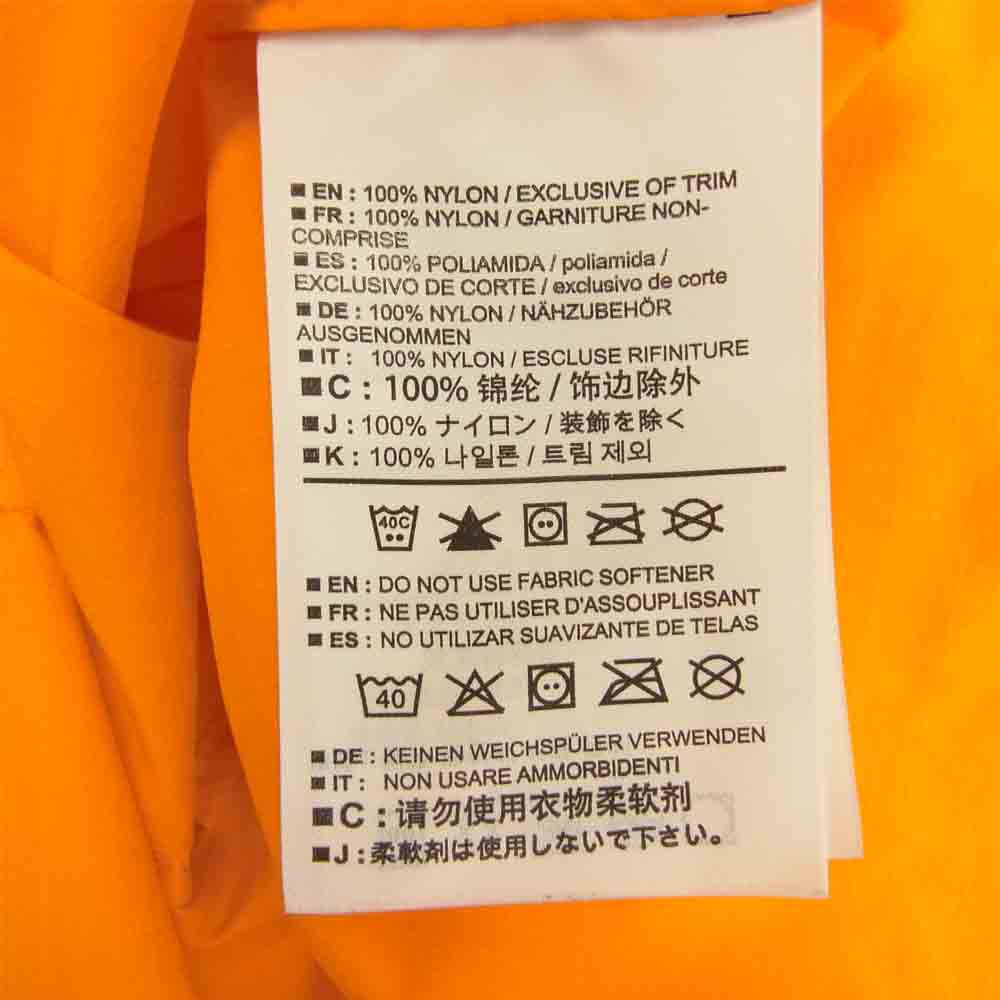 ■ EN : 100% NYLON / EXCLUSIVE OF TRIM
■ FR : 100% NYLON / GARNITURE NON-
COMPRISE
■ ES : 100% POLIAMIDA / poliamida /
EXCLUSIVO DE CORTE / exclusivo de corte
■ DE : 100% NYLON / NÄHZUBEHÖR
AUSGENOMMEN
■ IT : 100% NYLON / ESCLUSE RIFINITURE
■ C : 100% 锦纶 / 饰边除外
■ J : 100% ナイロン / 装飾を除く
■ K : 100% 나일론 / 트림 제외
40C
■ EN : DO NOT USE FABRIC SOFTENER
■ FR : NE PAS UTILISER D'ASSOUPLISSANT
■ ES : NO UTILIZAR SUAVIZANTE DE TELAS
40
■ DE : KEINEN WEICHSPÜLER VERWENDEN
■ IT : NON USARE AMMORBIDENTI
■ C : 请勿使用衣物柔软剂
■ J : 柔軟剤は使用しないで下さい。